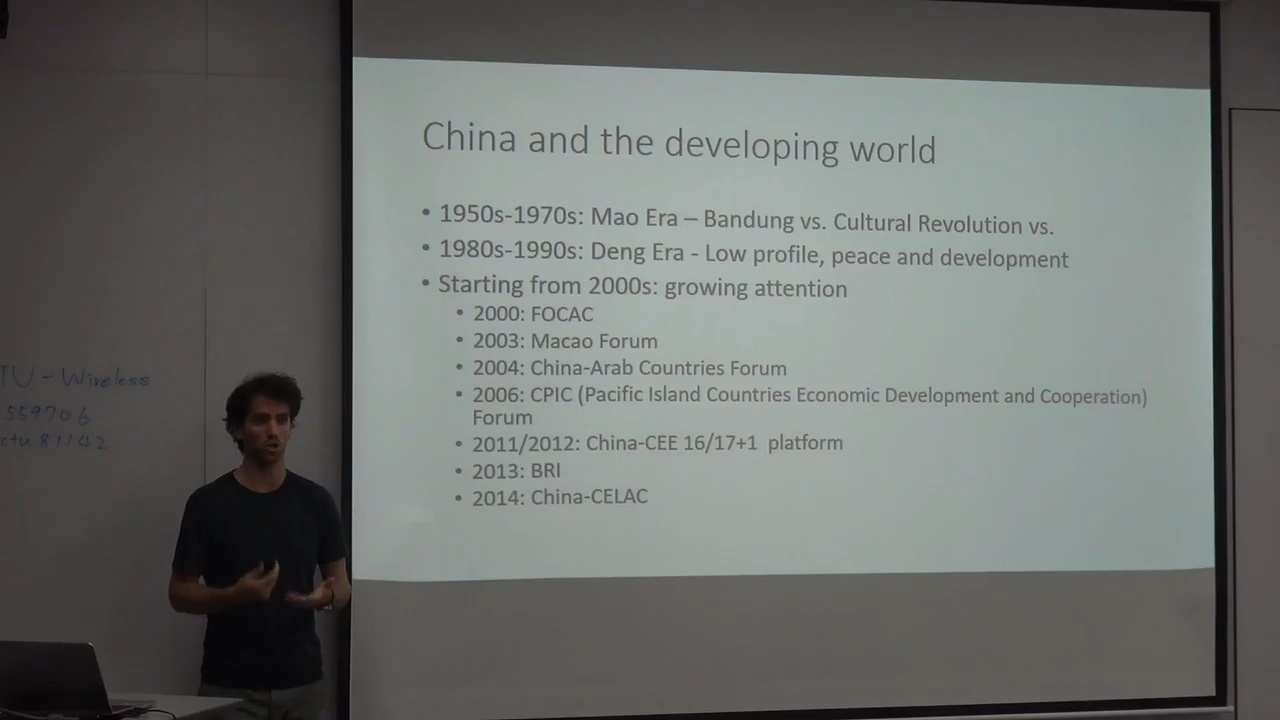 China and the developing world
• 1950s-1970s: Mao Era – Bandung vs. Cultural Revolution vs.
• 1980s-1990s: Deng Era - Low profile, peace and development
• Starting from 2000s: growing attention
• 2000: FOCAC
• 2003: Macao Forum
• 2004: China-Arab Countries Forum
• 2006: CPIC (Pacific Island Countries Economic Development and Cooperation)
Forum
• 2011/2012: China-CEE 16/17+1 platform
• 2013: BRI
• 2014: China-CELAC
TU - Wireless
559706
ctu 8142